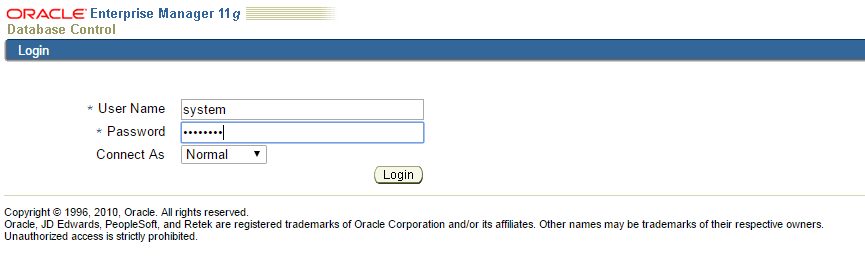 ORACLE Enterprise Manager 11g
Database Control
Login
* User Name system
* Password ••••••••
Connect As Normal ▼
Login
Copyright © 1996, 2010, Oracle. All rights reserved.
Oracle, JD Edwards, PeopleSoft, and Retek are registered trademarks of Oracle Corporation and/or its affiliates. Other names may be trademarks of their respective owners.
Unauthorized access is strictly prohibited.